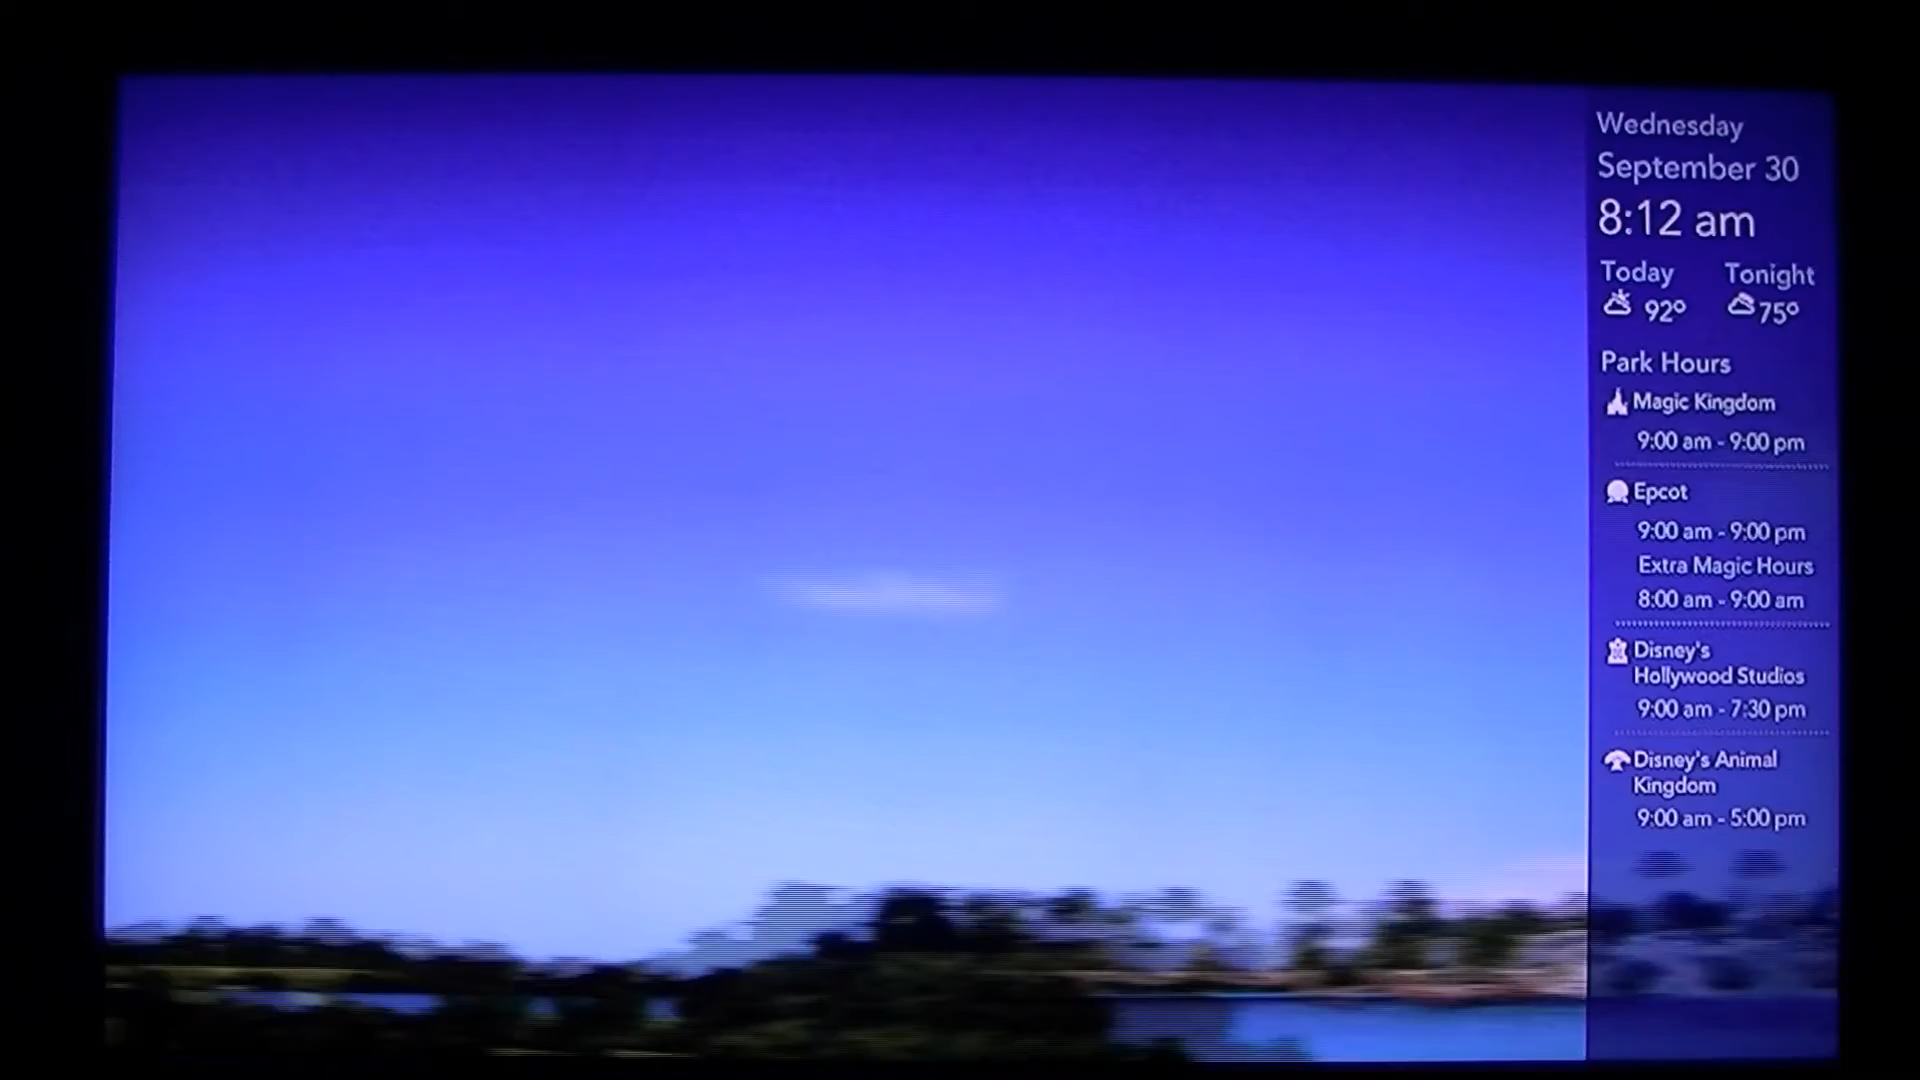 Wednesday
September 30
8:12 am
Today Tonight
92° 75°
Park Hours
Magic Kingdom
9:00 am - 9:00 pm
Epcot
9:00 am - 9:00 pm
Extra Magic Hours
8:00 am - 9:00 am
Disney's
Hollywood Studios
9:00 am - 7:30 pm
Disney's Animal
Kingdom
9:00 am - 5:00 pm